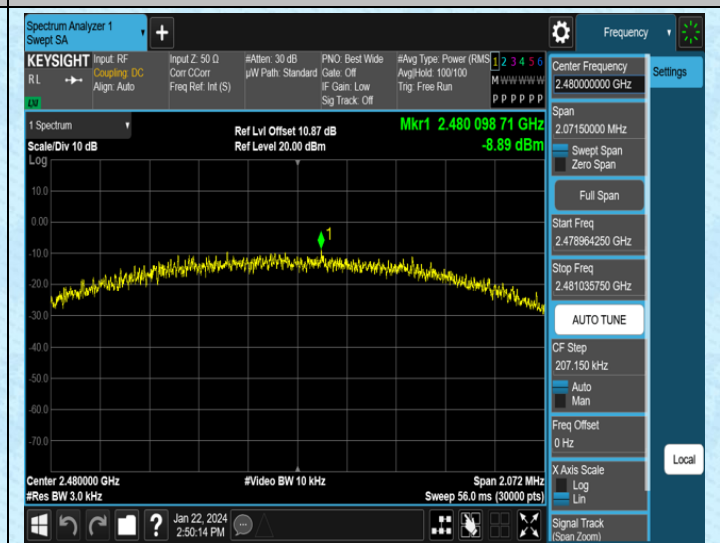 Spectrum Analyzer 1
Swept SA
KEYSIGHT
RL
LXI
Input: RF
Coupling: DC
Align: Auto
Input Z: 50 Ω
Corr CCorr
Freq Ref: Int (S)
#Atten: 30 dB
µW Path: Standard
PNO: Best Wide
Gate: Off
IF Gain: Low
Sig Track: Off
#Avg Type: Power (RMS
Avg|Hold: 100/100
Trig: Free Run
1 2 3 4 5 6
M W W W W W
P P P P P P
1 Spectrum
Scale/Div 10 dB
Log
Ref Lvl Offset 10.87 dB
Ref Level 20.00 dBm
Mkr1 2.480 098 71 GHz
-8.89 dBm
10.0
0.00
-10.0
-20.0
-30.0
-40.0
-50.0
-60.0
-70.0
1
Center 2.480000 GHz
#Res BW 3.0 kHz
#Video BW 10 kHz
Span 2.072 MHz
Sweep 56.0 ms (30000 pts)
Jan 22, 2024
2:50:14 PM
?
Frequency
Settings
Center Frequency
2.480000000 GHz
Span
2.07150000 MHz
Swept Span
Zero Span
Full Span
Start Freq
2.478964250 GHz
Stop Freq
2.481035750 GHz
AUTO TUNE
CF Step
207.150 kHz
Auto
Man
Freq Offset
0 Hz
X Axis Scale
Log
Lin
Signal Track
(Span Zoom)
Local